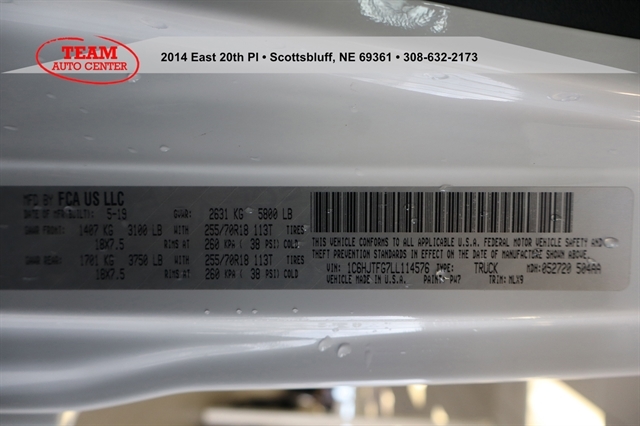 TEAM
AUTO CENTER
2014 East 20th Pl • Scottsbluff, NE 69361 • 308-632-2173
MFD BY FCA US LLC
DATE OF MFR/BUILT: 5-19 GVWR: 2631 KG 5800 LB
GAWR FRONT: 1407 KG 3100 LB WITH 255/70R18 113T TIRES
18X7.5 RIMS AT 260 KPA ( 38 PSI) COLD
GAWR REAR: 1701 KG 3750 LB WITH 255/70R18 113T TIRES
18X7.5 RIMS AT 260 KPA ( 38 PSI) COLD
THIS VEHICLE CONFORMS TO ALL APPLICABLE U.S.A. FEDERAL MOTOR VEHICLE SAFETY AND
THEFT PREVENTION STANDARDS IN EFFECT ON THE DATE OF MANUFACTURE SHOWN ABOVE.
VIN: 1C6HJTFG7LL114576 TYPE: TRUCK MDH: 052720 504AA
VEHICLE MADE IN U.S.A. PAINT: PW7 TRIM: MLX9